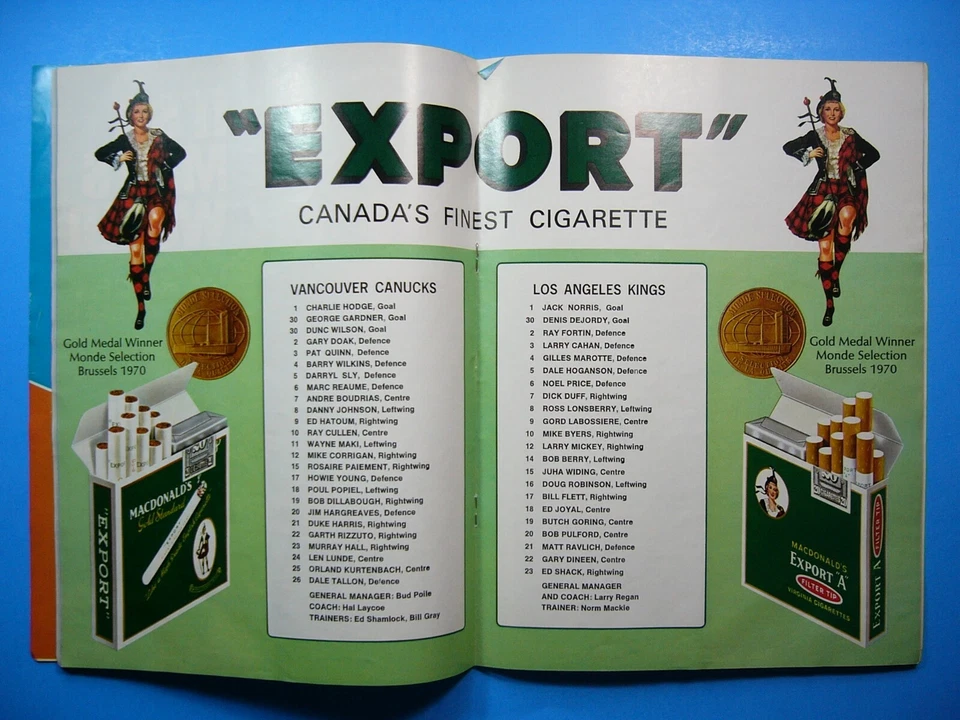 "EXPORT"
CANADA'S FINEST CIGARETTE
Gold Medal Winner
Monde Selection
Brussels 1970
MACDONALD'S
Gold Standard
"EXPORT"
VANCOUVER CANUCKS
1 CHARLIE HODGE, Goal
30 GEORGE GARDNER, Goal
30 DUNC WILSON, Goal
2 GARY DOAK, Defence
3 PAT QUINN, Defence
4 BARRY WILKINS, Defence
5 DARRYL SLY, Defence
6 MARC REAUME, Defence
7 ANDRE BOUDRIAS, Centre
8 DANNY JOHNSON, Leftwing
9 ED HATOUM, Rightwing
10 RAY CULLEN, Centre
11 WAYNE MAKI, Leftwing
12 MIKE CORRIGAN, Rightwing
15 ROSAIRE PAIEMENT, Rightwing
17 HOWIE YOUNG, Defence
18 POUL POPIEL, Leftwing
19 BOB DILLABOUGH, Rightwing
20 JIM HARGREAVES, Defence
21 DUKE HARRIS, Rightwing
22 GARTH RIZZUTO, Rightwing
23 MURRAY HALL, Rightwing
24 LEN LUNDE, Centre
25 ORLAND KURTENBACH, Centre
26 DALE TALLON, Defence
GENERAL MANAGER: Bud Poile
COACH: Hal Laycoe
TRAINERS: Ed Shamlock, Bill Gray
LOS ANGELES KINGS
1 JACK NORRIS, Goal
30 DENIS DEJORDY, Goal
2 RAY FORTIN, Defence
3 LARRY CAHAN, Defence
4 GILLES MAROTTE, Defence
5 DALE HOGANSON, Defence
6 NOEL PRICE, Defence
7 DICK DUFF, Rightwing
8 ROSS LONSBERRY, Leftwing
9 GORD LABOSSIERE, Centre
10 MIKE BYERS, Rightwing
12 LARRY MICKEY, Rightwing
14 BOB BERRY, Leftwing
15 JUHA WIDING, Centre
16 DOUG ROBINSON, Leftwing
17 BILL FLETT, Rightwing
18 ED JOYAL, Centre
19 BUTCH GORING, Centre
20 BOB PULFORD, Centre
21 MATT RAVLICH, Defence
22 GARY DINEEN, Centre
23 ED SHACK, Rightwing
GENERAL MANAGER
AND COACH: Larry Regan
TRAINER: Norm Mackie
Gold Medal Winner
Monde Selection
Brussels 1970
MACDONALD'S
EXPORT "A"
FILTER TIP
VIRGINIA CIGARETTES
EXPORT "A"
FILTER TIP